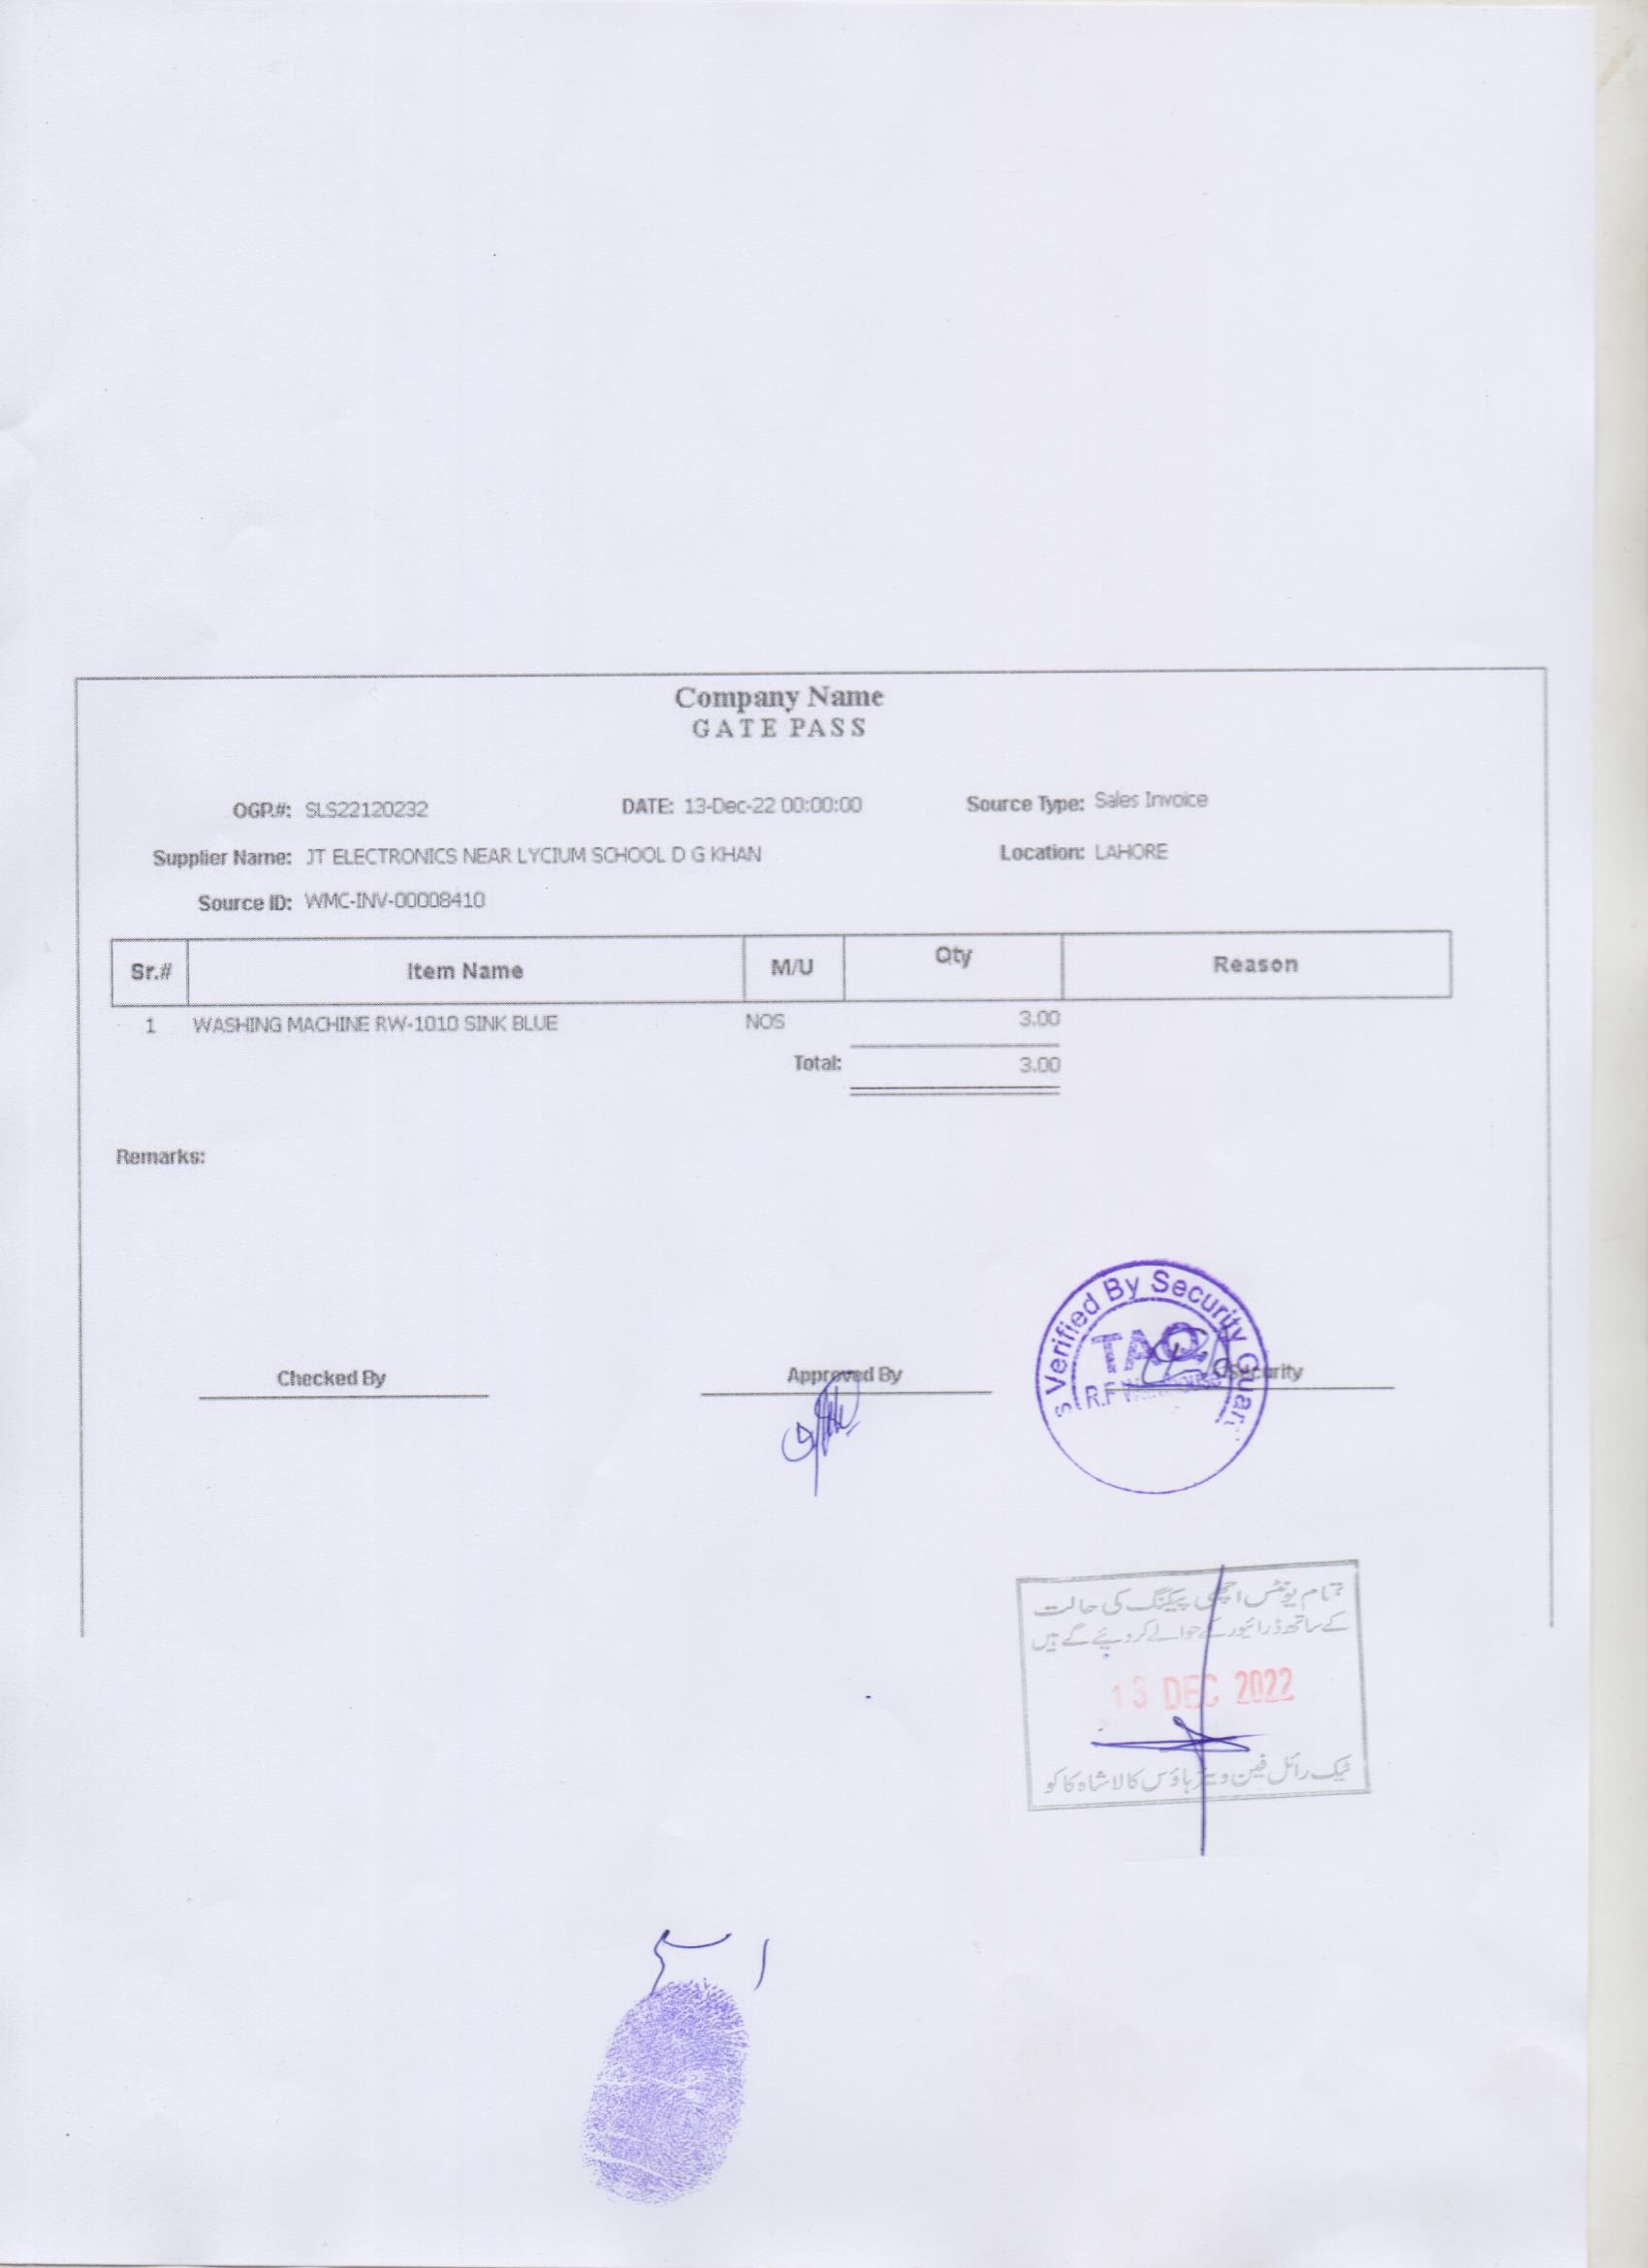 Company Name
GATE PASS
OGP.#: SLS22120232 DATE: 13-Dec-22 00:00:00 Source Type: Sales Invoice
Supplier Name: JT ELECTRONICS NEAR LYCIUM SCHOOL D G KHAN Location: LAHORE
Source ID: WMC-INV-00008410
Sr.# Item Name M/U Qty Reason
1 WASHING MACHINE RW-1010 SINK BLUE NOS 3.00
Total: 3.00
Remarks:
s Verified By Security Guar
TAQ
R.F
Checked By Approved By Security
تمام یونٹس اچھی پیکنگ کی حالت
کے ساتھ ڈرائیور کے حوالے کر دیئے گے ہیں
13 DEC 2022
ٹیک رائل فین ویئر ہاؤس کالا شاہ کاکو